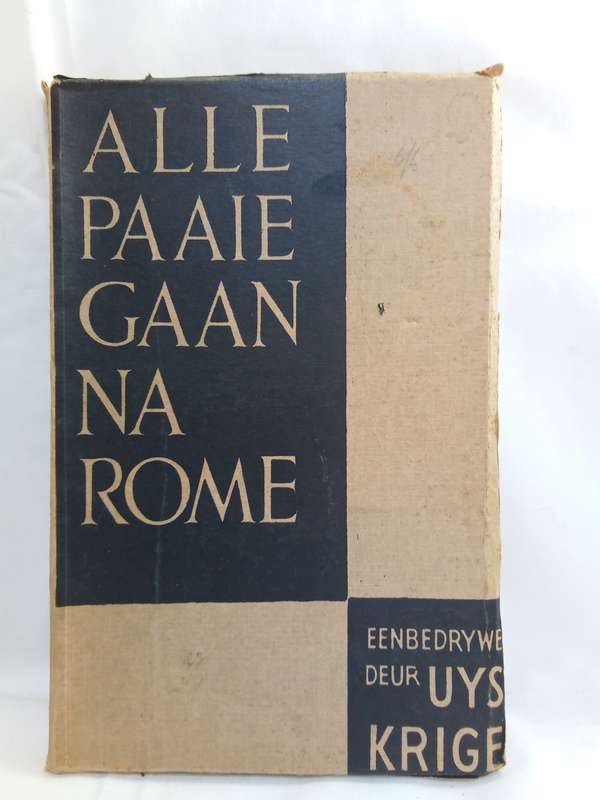 ALLE
PAAIE
GAAN
NA
ROME
EENBEDRYWE
DEUR UYS
KRIGE